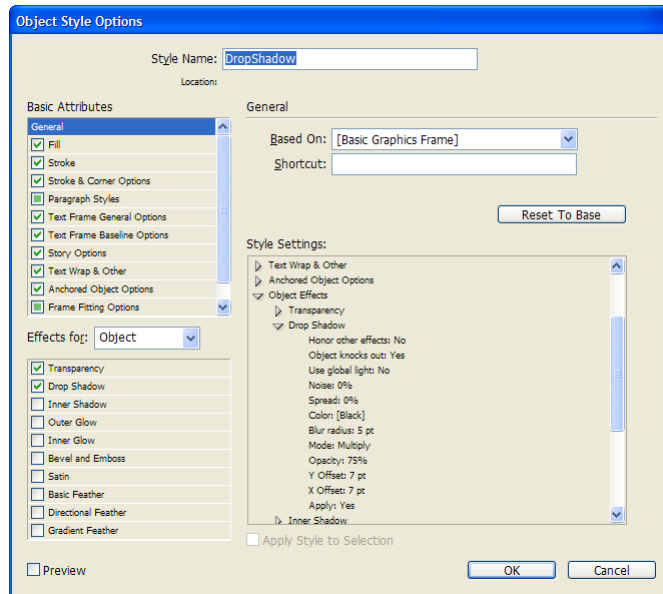 Object Style Options
Style Name: DropShadow
Location:
Basic Attributes
General
Fill
Stroke
Stroke & Corner Options
Paragraph Styles
Text Frame General Options
Text Frame Baseline Options
Story Options
Text Wrap & Other
Anchored Object Options
Frame Fitting Options
Effects for: Object
Transparency
Drop Shadow
Inner Shadow
Outer Glow
Inner Glow
Bevel and Emboss
Satin
Basic Feather
Directional Feather
Gradient Feather
Preview
General
Based On: [Basic Graphics Frame]
Shortcut:
Reset To Base
Style Settings:
Text Wrap & Other
Anchored Object Options
Object Effects
Transparency
Drop Shadow
Honor other effects: No
Object knocks out: Yes
Use global light: No
Noise: 0%
Spread: 0%
Color: [Black]
Blur radius: 5 pt
Mode: Multiply
Opacity: 75%
Y Offset: 7 pt
X Offset: 7 pt
Apply: Yes
Inner Shadow
Apply Style to Selection
OK
Cancel